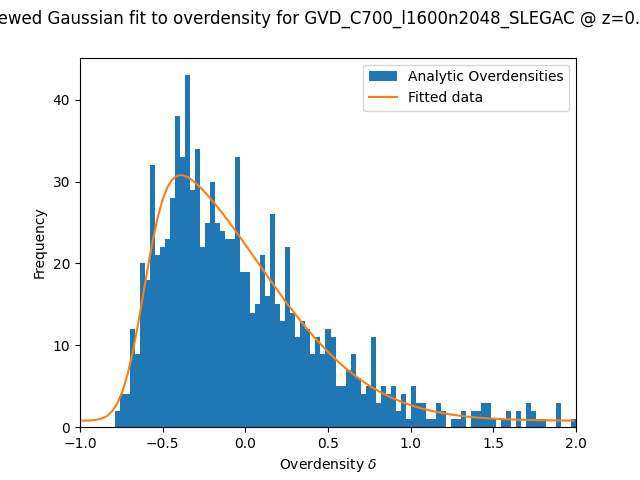 ewed Gaussian fit to overdensity for GVD_C700_l1600n2048_SLEGAC @ z=0.
Analytic Overdensities
Fitted data
Frequency
40
30
20
10
0
−1.0 −0.5 0.0 0.5 1.0 1.5 2.0
Overdensity δ